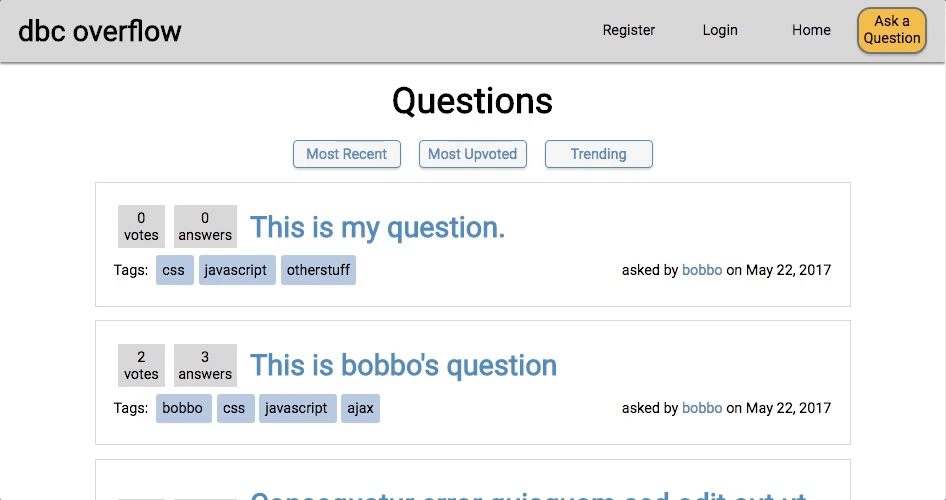 dbc overflow Register Login Home Ask a
Question
Questions
Most Recent Most Upvoted Trending
0 0 This is my question.
votes answers
Tags: css javascript otherstuff asked by bobbo on May 22, 2017
2 3 This is bobbo's question
votes answers
Tags: bobbo css javascript ajax asked by bobbo on May 22, 2017